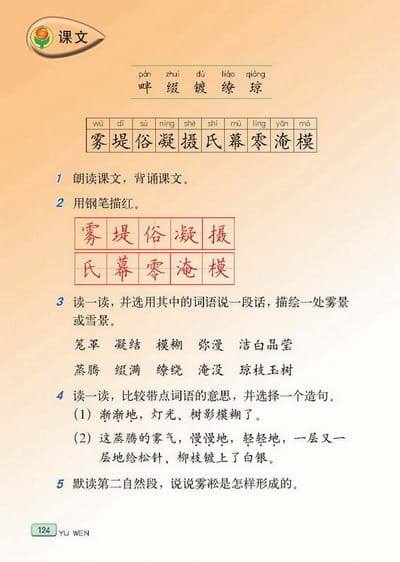 课文
pàn zhuì dù liáo qióng
畔 缀 镀 缭 琼
wù dī sú níng shè shì mù líng yān mó
雾 堤 俗 凝 摄 氏 幕 零 淹 模
1 朗读课文，背诵课文。
2 用钢笔描红。
雾 堤 俗 凝 摄
氏 幕 零 淹 模
3 读一读，并选用其中的词语说一段话，描绘一处雾景
或雪景。
笼罩 凝结 模糊 弥漫 洁白晶莹
蒸腾 缀满 缭绕 淹没 琼枝玉树
4 读一读，比较带点词语的意思，并选择一个造句。
（1）渐渐地，灯光、树影模糊了。
（2）这蒸腾的雾气，慢慢地，轻轻地，一层又一
层地给松针、柳枝镀上了白银。
5 默读第二自然段，说说雾凇是怎样形成的。
124 YU WEN